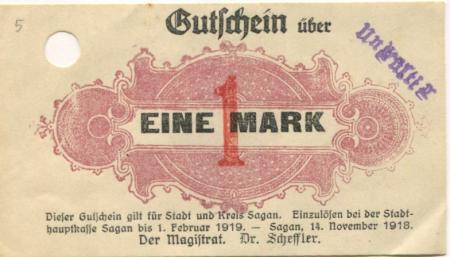 5
Gutschein über
Ungültig
EINE 1 MARK
Dieser Gutschein gilt für Stadt und Kreis Sagan. Einzulösen bei der Stadt-
hauptkasse Sagan bis 1. Februar 1919. — Sagan, 14. November 1918.
Der Magistrat. Dr. Scheffler.